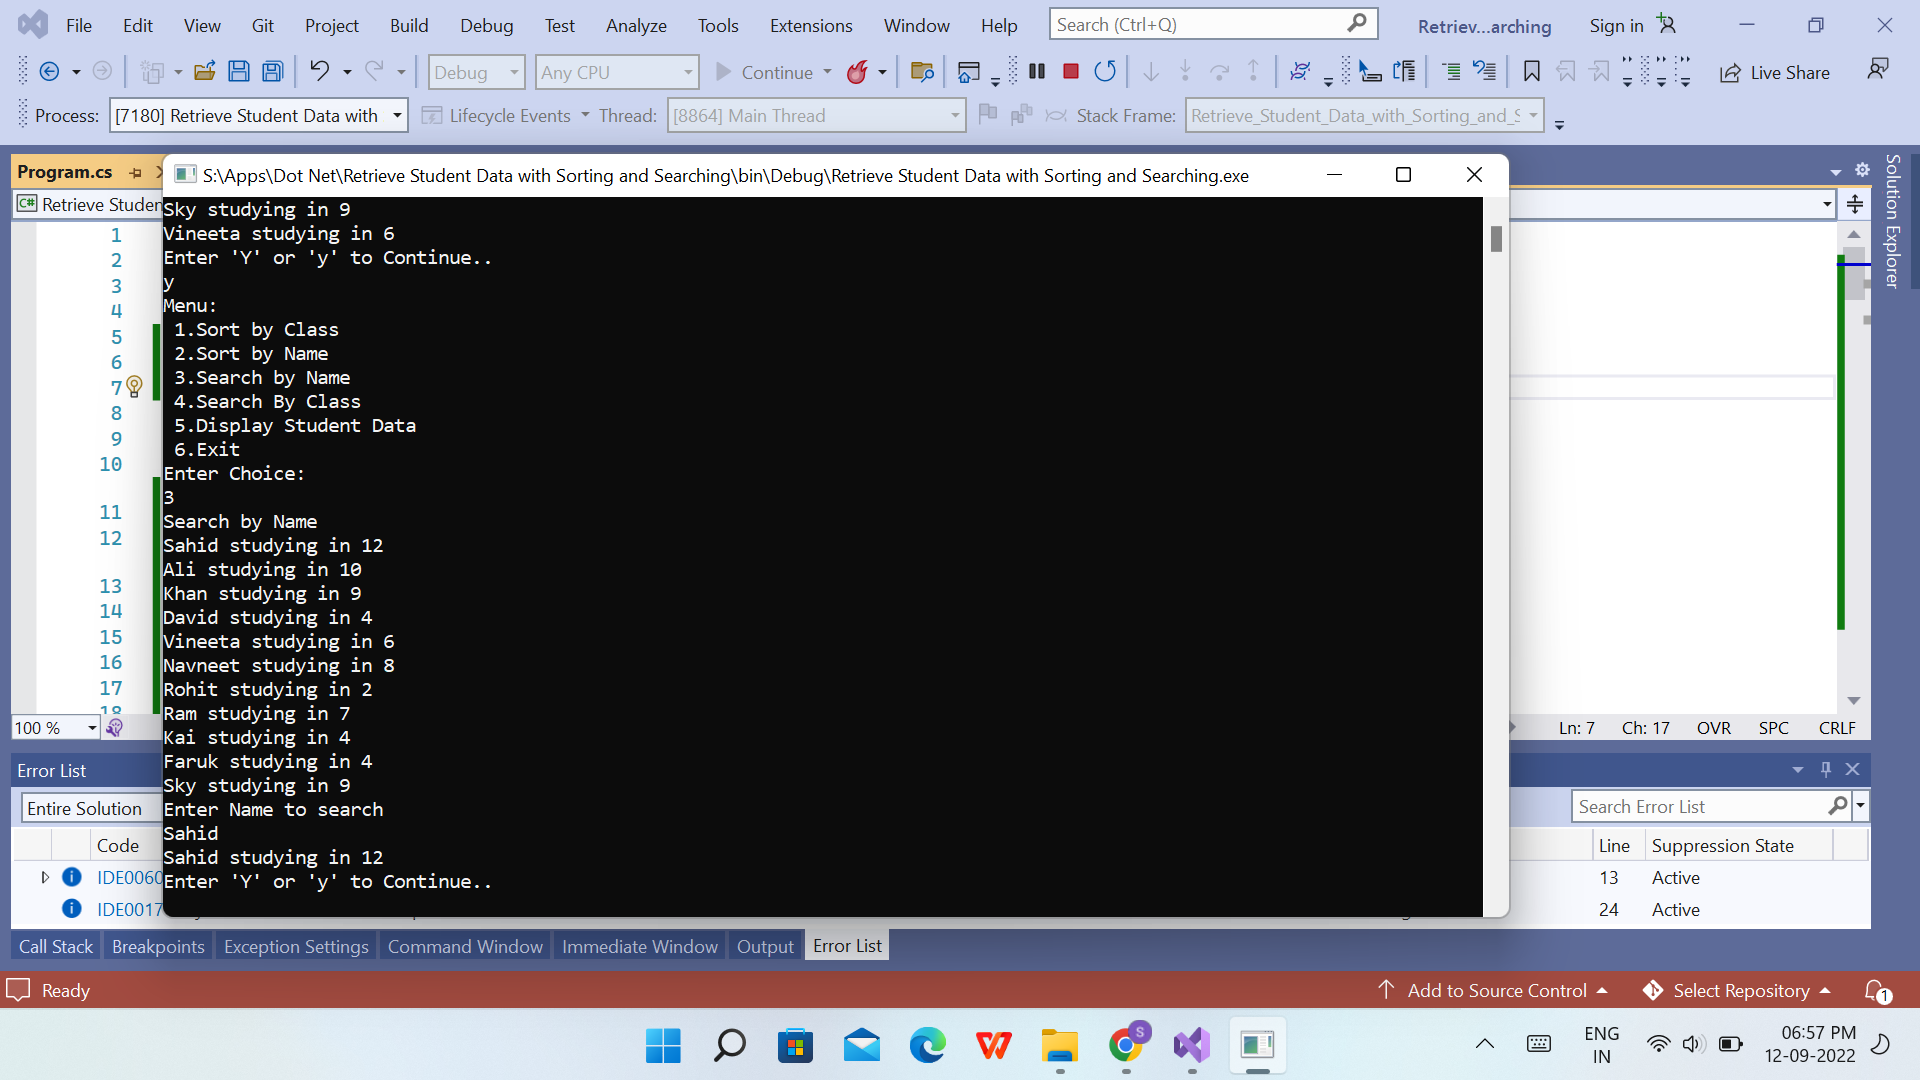 File Edit View Git Project Build Debug Test Analyze Tools Extensions Window Help Search (Ctrl+Q) Retriev...arching Sign in
Debug Any CPU Continue Live Share
Process: [7180] Retrieve Student Data with Lifecycle Events Thread: [8864] Main Thread Stack Frame: Retrieve_Student_Data_with_Sorting_and_S
Program.cs
S:\Apps\Dot Net\Retrieve Student Data with Sorting and Searching\bin\Debug\Retrieve Student Data with Sorting and Searching.exe
Solution Explorer
C# Retrieve Studen
1
2
3
4
5
6
7
8
9
10
11
12
13
14
15
16
17
18
Sky studying in 9
Vineeta studying in 6
Enter 'Y' or 'y' to Continue..
y
Menu:
1.Sort by Class
2.Sort by Name
3.Search by Name
4.Search By Class
5.Display Student Data
6.Exit
Enter Choice:
3
Search by Name
Sahid studying in 12
Ali studying in 10
Khan studying in 9
David studying in 4
Vineeta studying in 6
Navneet studying in 8
Rohit studying in 2
Ram studying in 7
Kai studying in 4
Faruk studying in 4
Sky studying in 9
Enter Name to search
Sahid
Sahid studying in 12
Enter 'Y' or 'y' to Continue..
100 % Ln: 7 Ch: 17 OVR SPC CRLF
Error List
Entire Solution Search Error List
Code Line Suppression State
IDE0060 13 Active
IDE0017 24 Active
Call Stack Breakpoints Exception Settings Command Window Immediate Window Output Error List
Ready Add to Source Control Select Repository 1
S
ENG
IN
06:57 PM
12-09-2022